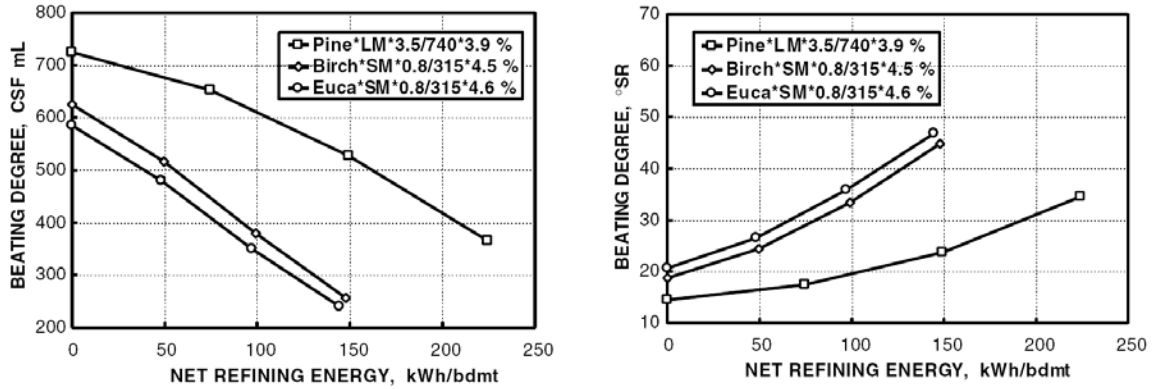 800
700
600
500
400
300
200
BEATING DEGREE, CSF mL
Pine*LM*3.5/740*3.9 %
Birch*SM*0.8/315*4.5 %
Euca*SM*0.8/315*4.6 %
0 50 100 150 200 250
NET REFINING ENERGY, kWh/bdmt
70
60
50
40
30
20
10
BEATING DEGREE, °SR
Pine*LM*3.5/740*3.9 %
Birch*SM*0.8/315*4.5 %
Euca*SM*0.8/315*4.6 %
0 50 100 150 200 250
NET REFINING ENERGY, kWh/bdmt